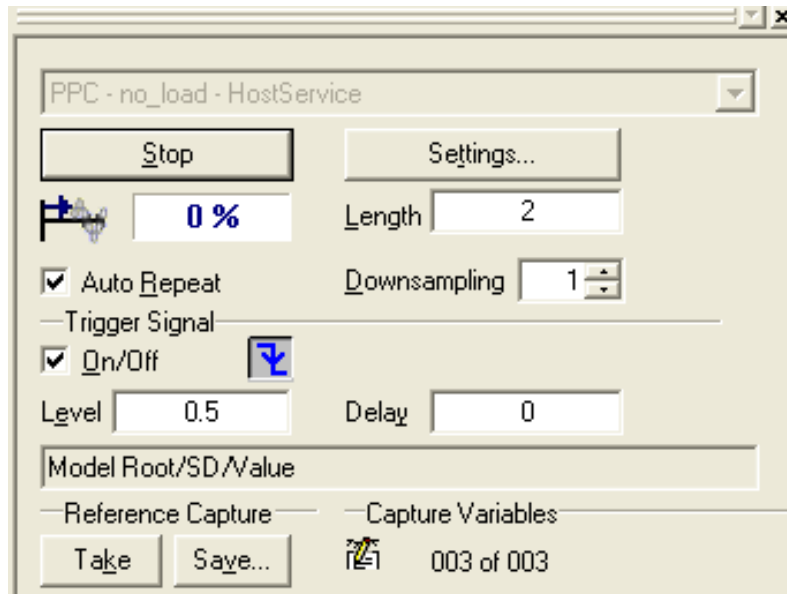 PPC - no_load - HostService
Stop Settings...
0 % Length 2
Auto Repeat Downsampling 1
Trigger Signal
On/Off
Level 0.5 Delay 0
Model Root/SD/Value
Reference Capture Capture Variables
Take Save... 003 of 003